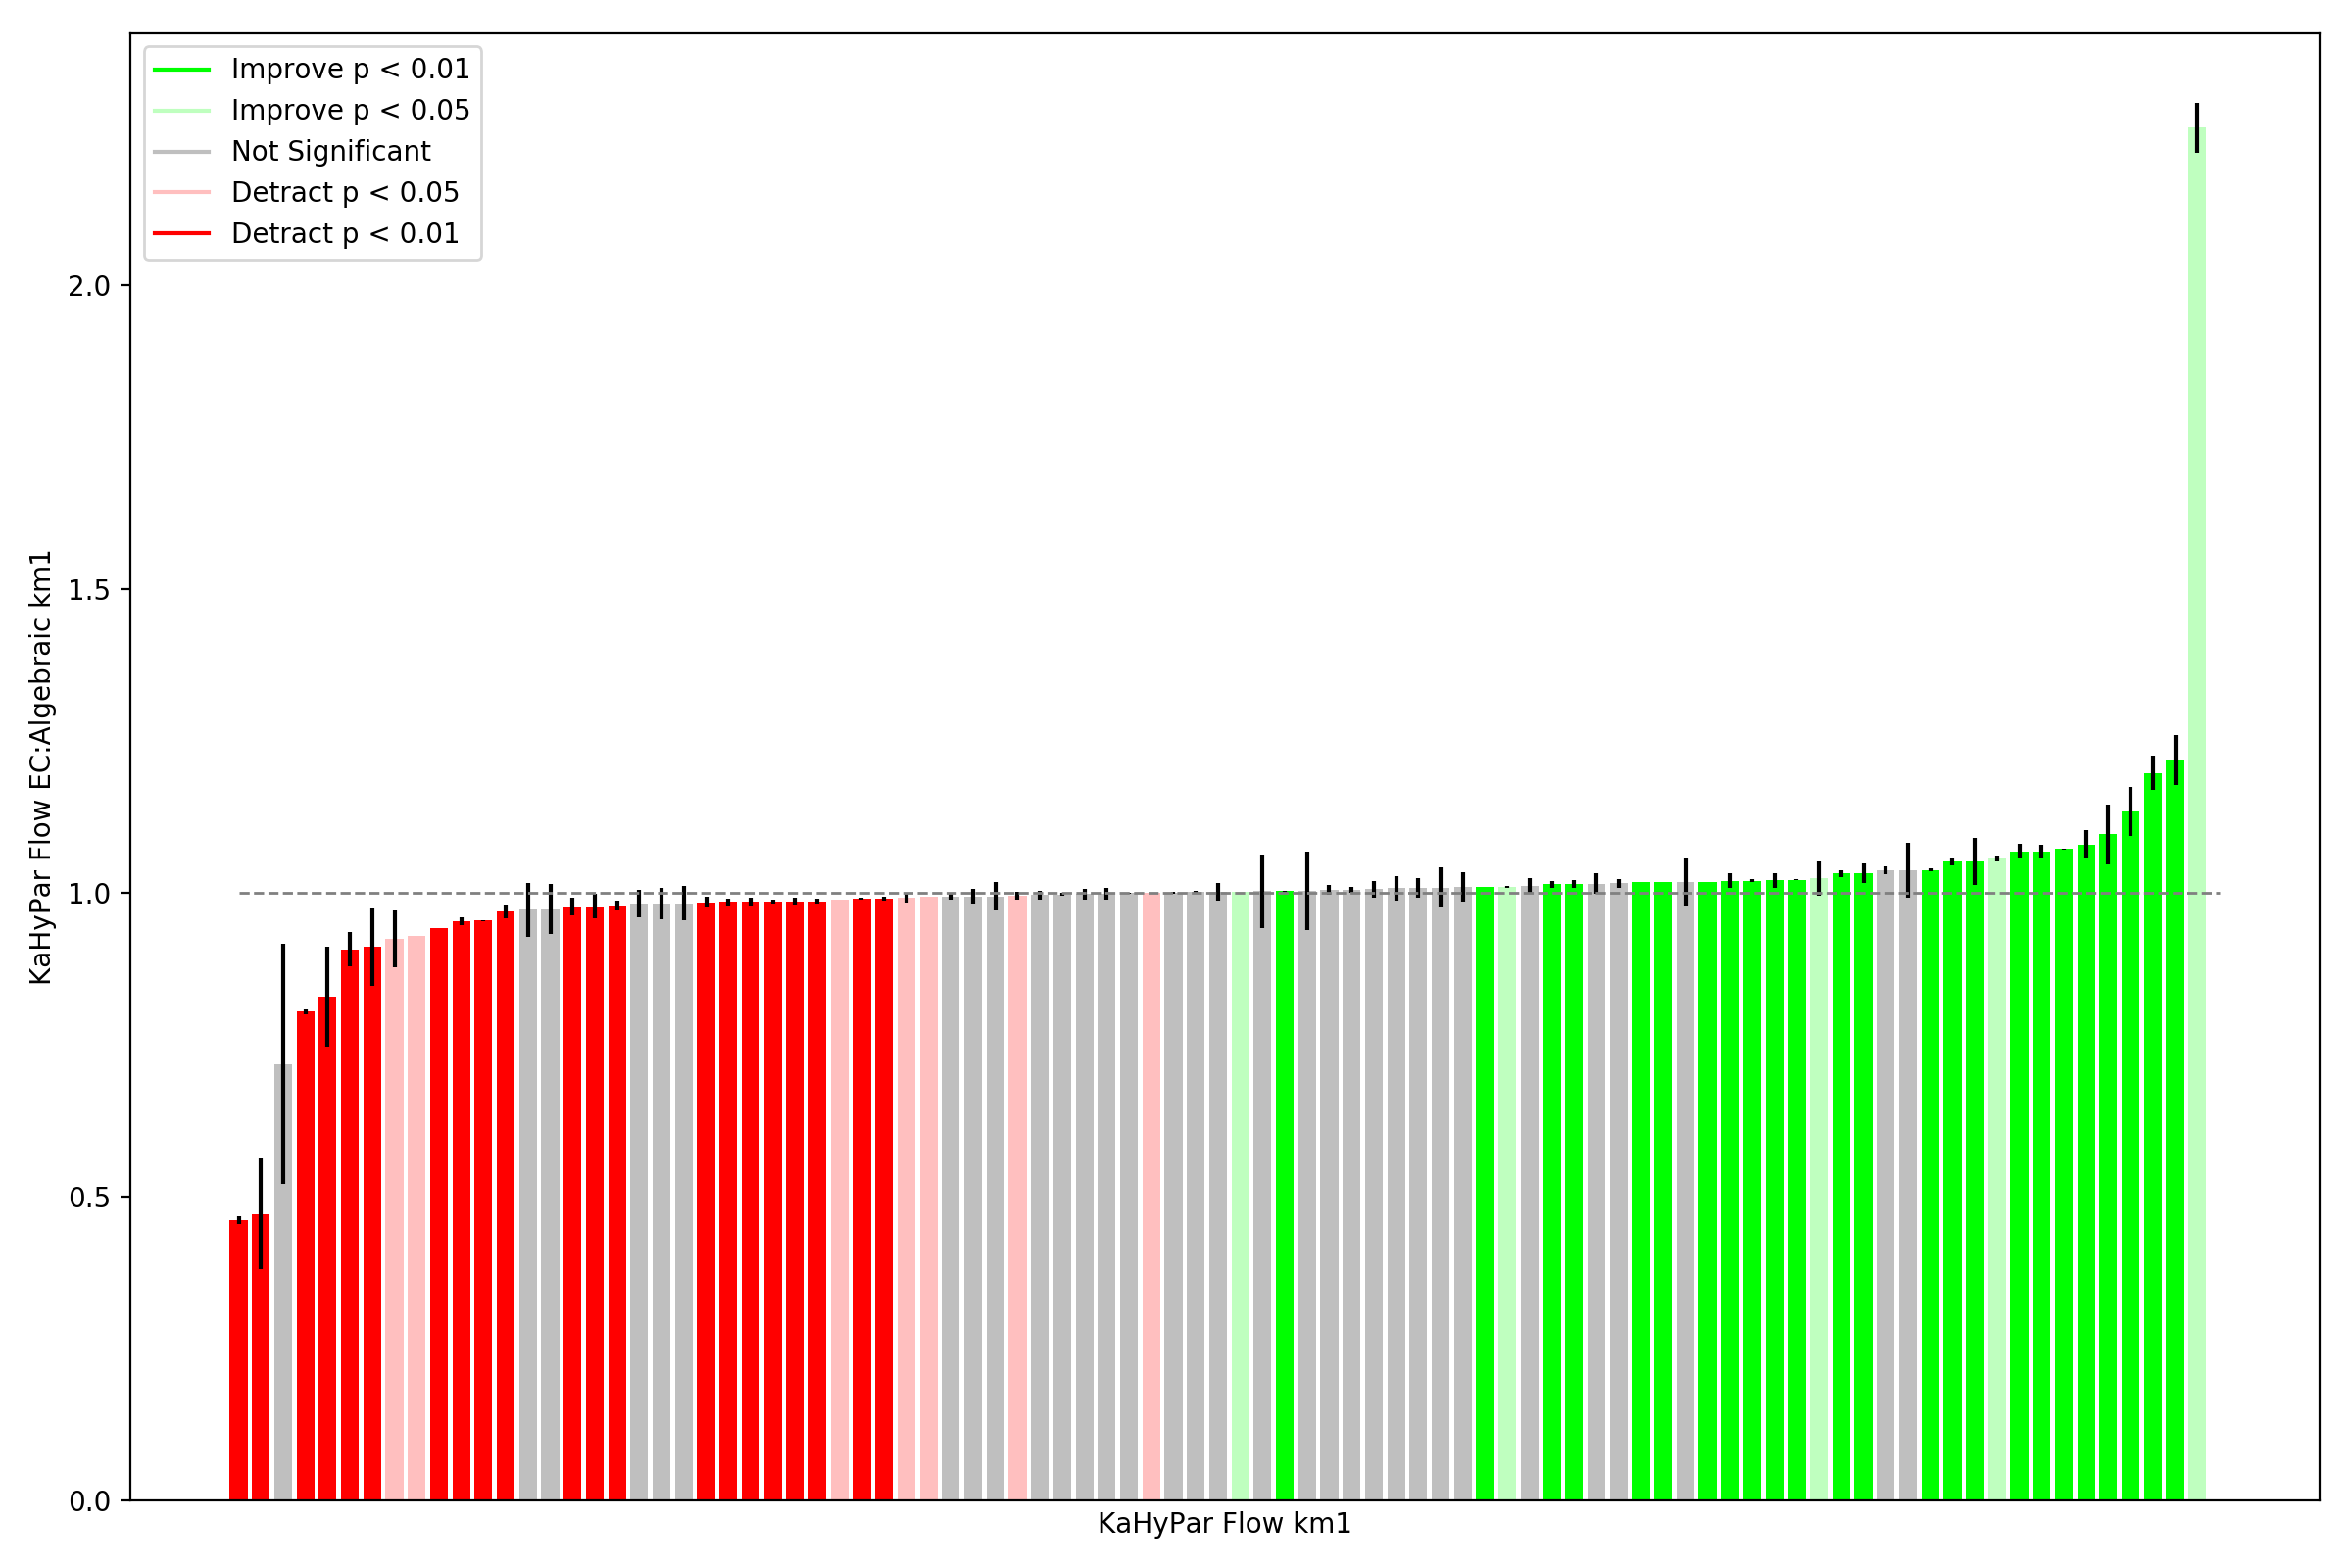 Improve p < 0.01
Improve p < 0.05
Not Significant
Detract p < 0.05
Detract p < 0.01
2.0
1.5
1.0
0.5
0.0
KaHyPar Flow EC:Algebraic km1
KaHyPar Flow km1